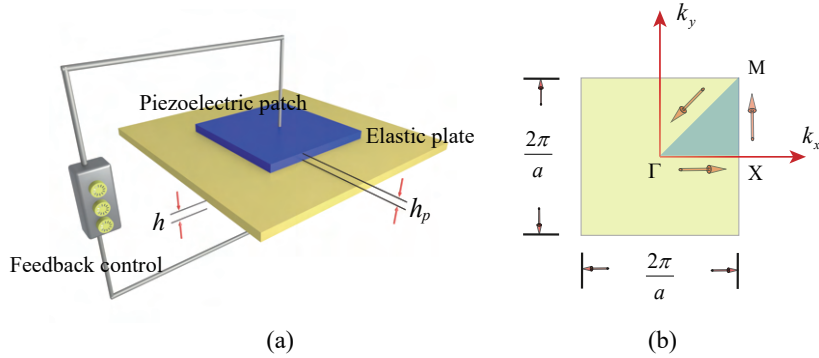 Piezoelectric patch
Elastic plate
h
h_p
Feedback control
(a)
k_y
M
2π/a
Γ
X
k_x
2π/a
(b)